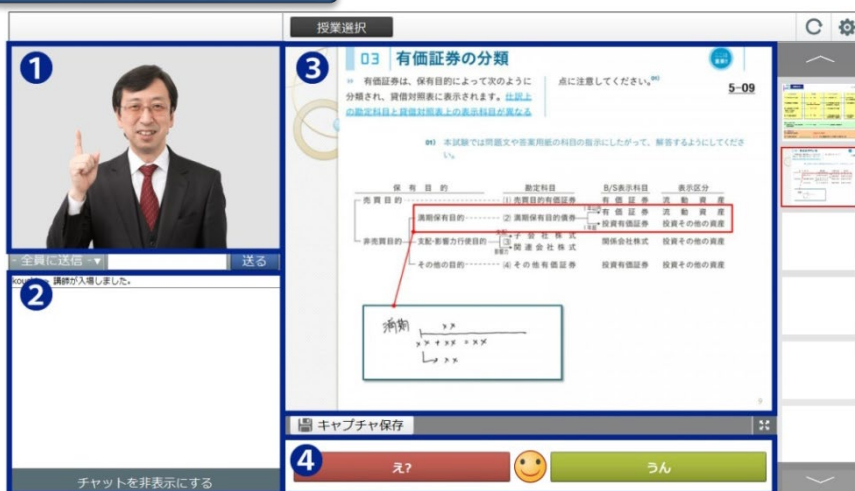 授業選択
1
3
03 有価証券の分類
有価証券は、保有目的によって次のように
分類され、貸借対照表に表示されます。仕訳上
の勘定科目と貸借対照表上の表示科目が異なる
点に注意してください。01)
5-09
01) 本試験では問題文や答案用紙の科目の指示にしたがって、解答するようにしてくださ
い。
保有目的 勘定科目 B/S表示科目 表示区分
売買目的 (1) 売買目的有価証券 有価証券 流動資産
満期保有目的 (2) 満期保有目的債券 有価証券 流動資産
投資有価証券 投資その他の資産
非売買目的 支配・影響力行使目的 (3) 子会社株式
関連会社株式 関係会社株式 投資その他の資産
その他の目的 (4) その他有価証券 投資有価証券 投資その他の資産
満期 xx
xx + xx = xx
xx
9
- 全員に送信 - 送る
2
講師が入場しました。
チャットを非表示にする
キャプチャ保存
4
え?
うん